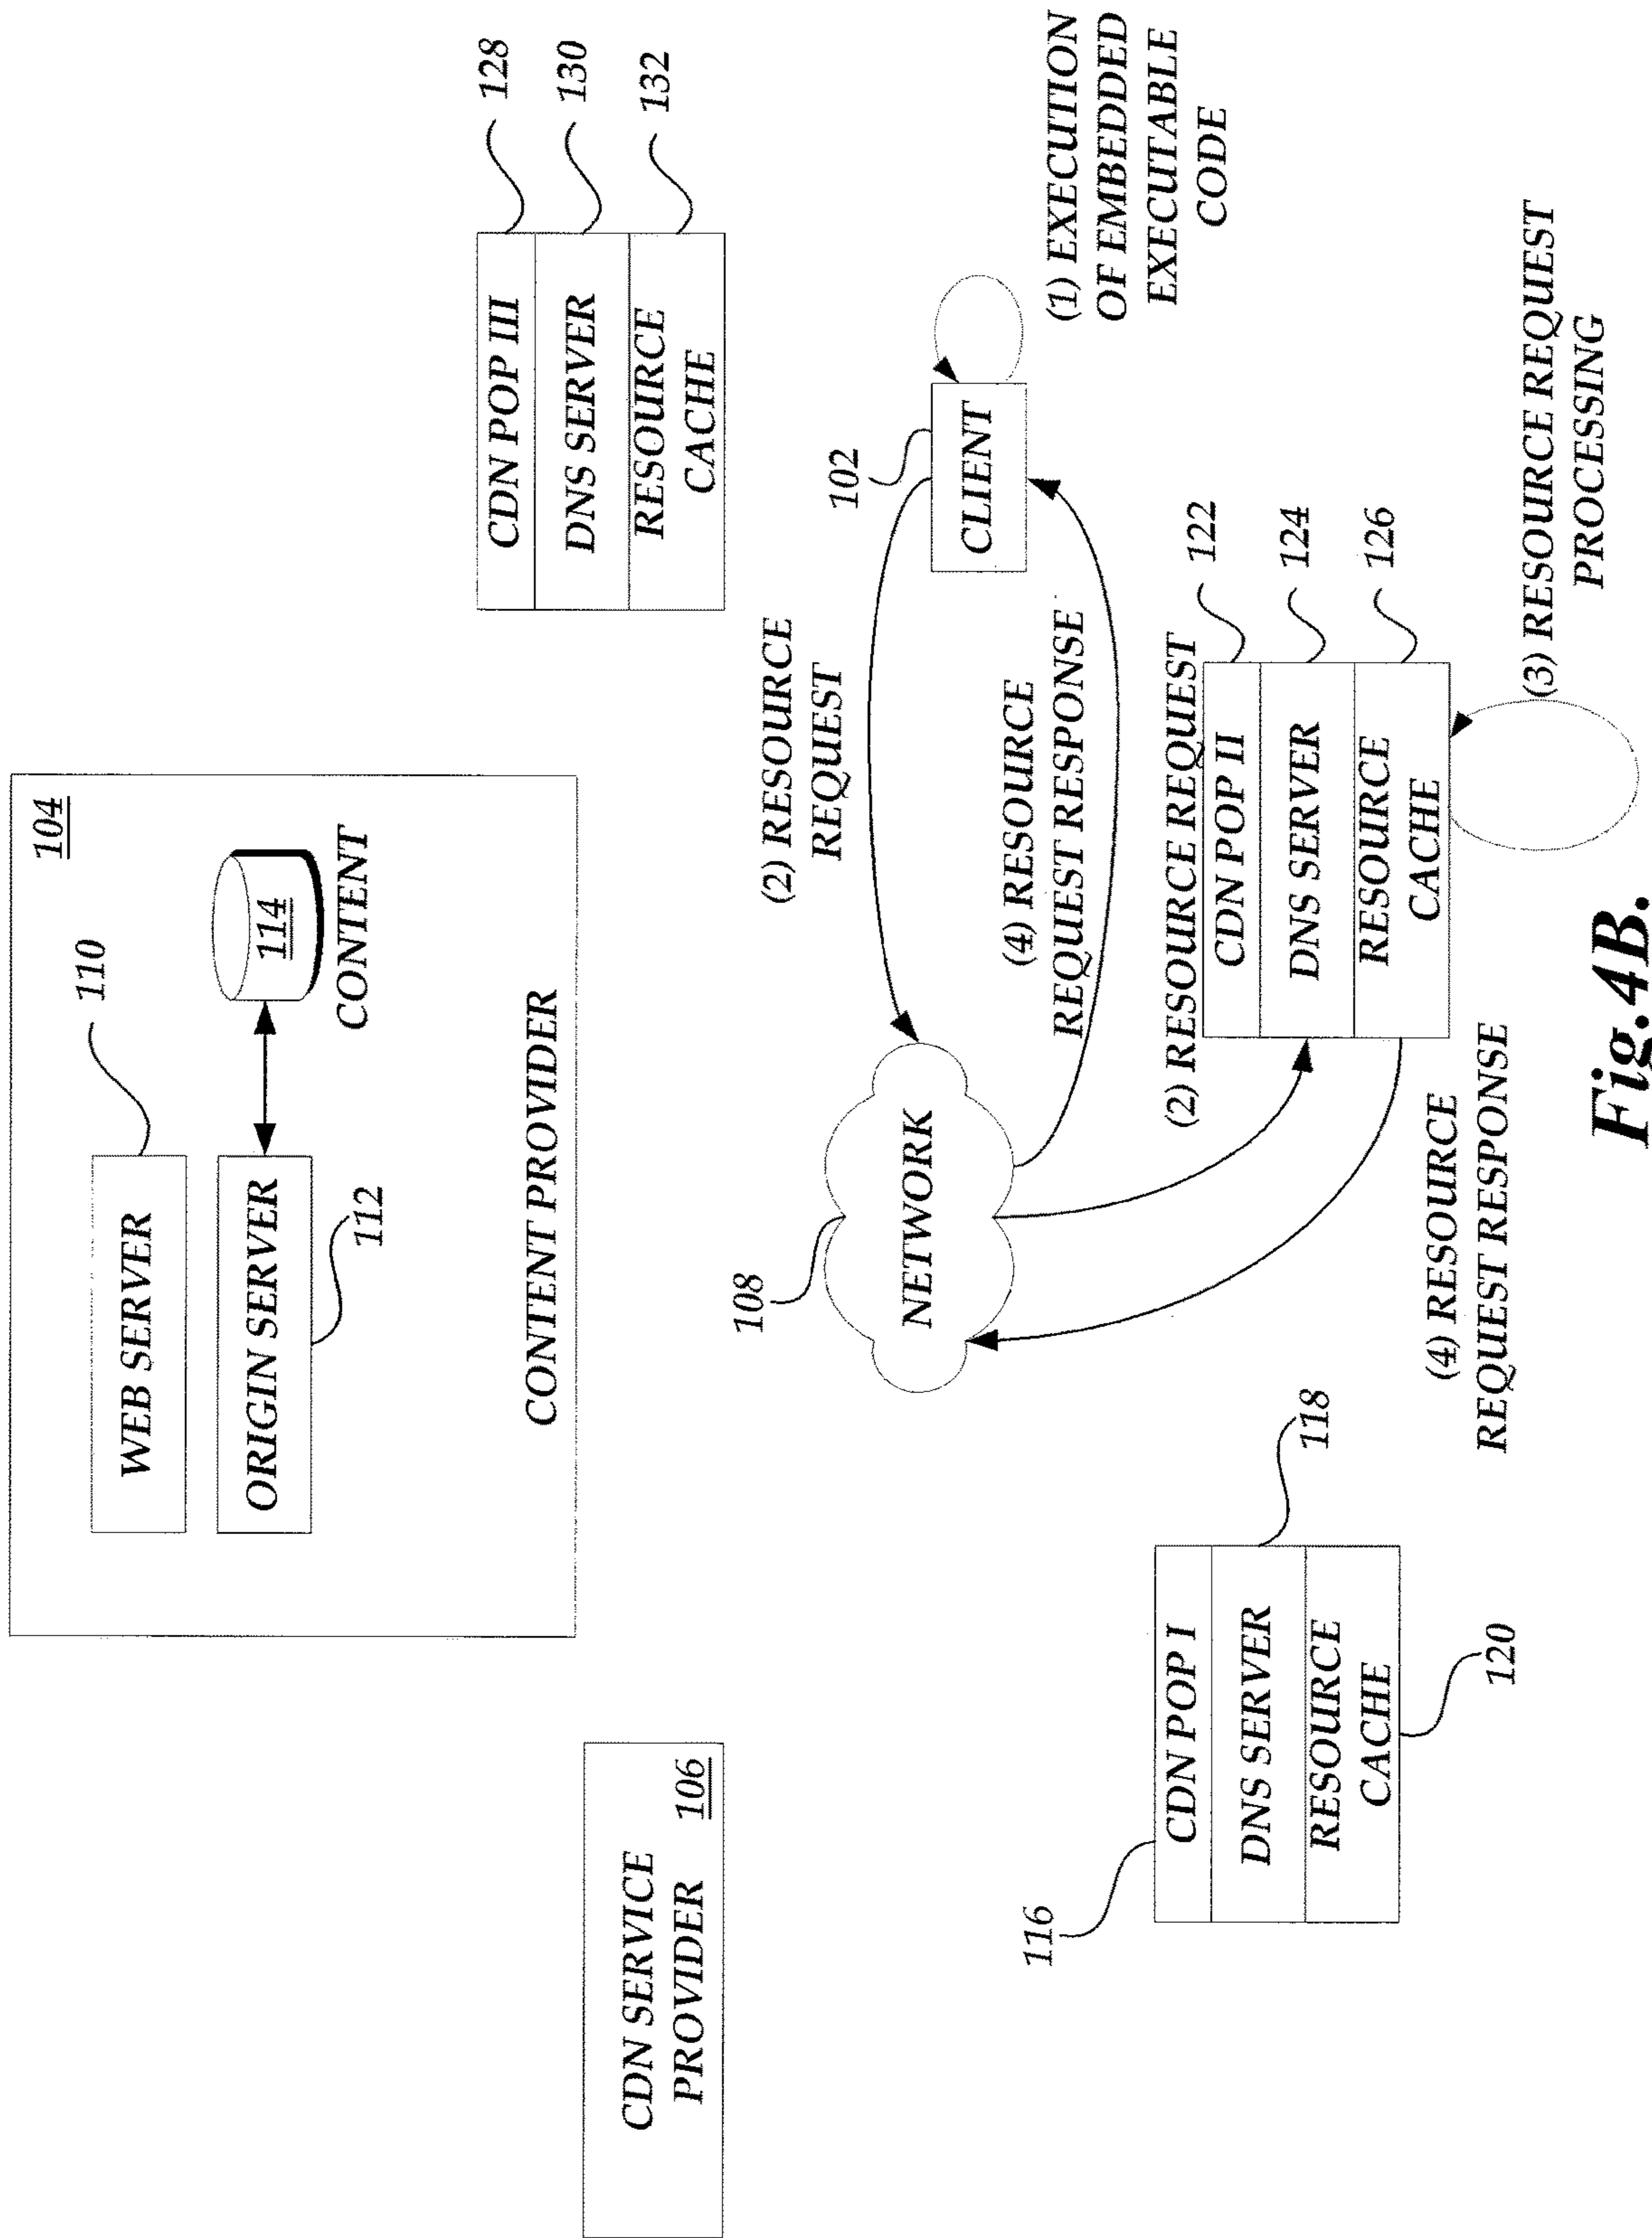 104
WEB SERVER
110
ORIGIN SERVER
112
114
CONTENT
CONTENT PROVIDER
CDN SERVICE
PROVIDER
106
CDN POP III
DNS SERVER
RESOURCE
CACHE
128
130
132
108
NETWORK
(2) RESOURCE
REQUEST
102
CLIENT
(1) EXECUTION
OF EMBEDDED
EXECUTABLE
CODE
(4) RESOURCE
REQUEST RESPONSE
116
CDN POP I
DNS SERVER
RESOURCE
CACHE
118
120
(2) RESOURCE REQUEST
CDN POP II
DNS SERVER
RESOURCE
CACHE
122
124
126
(4) RESOURCE
REQUEST RESPONSE
(3) RESOURCE REQUEST
PROCESSING
Fig.4B.